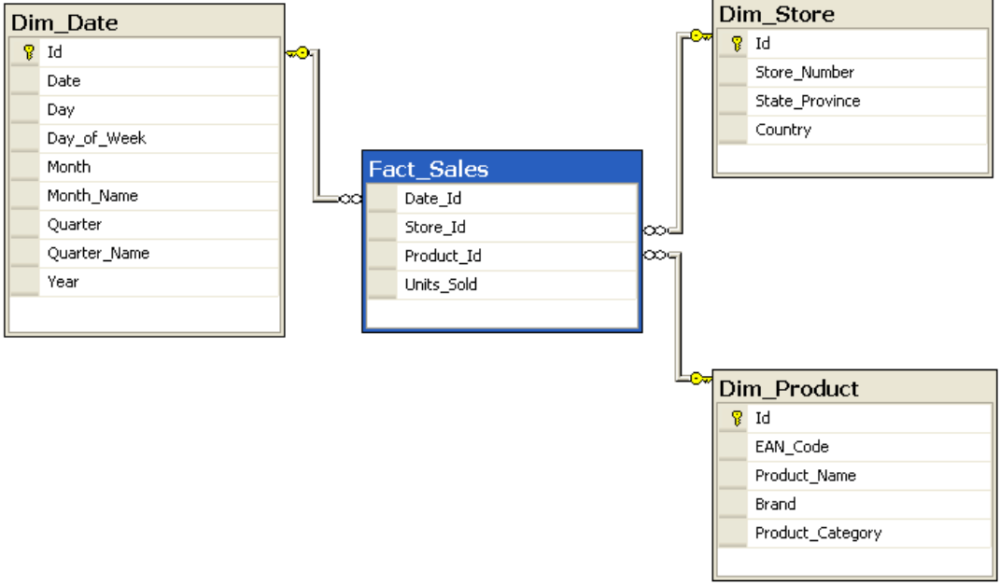 Dim_Date
Id
Date
Day
Day_of_Week
Month
Month_Name
Quarter
Quarter_Name
Year
Fact_Sales
Date_Id
Store_Id
Product_Id
Units_Sold
Dim_Store
Id
Store_Number
State_Province
Country
Dim_Product
Id
EAN_Code
Product_Name
Brand
Product_Category